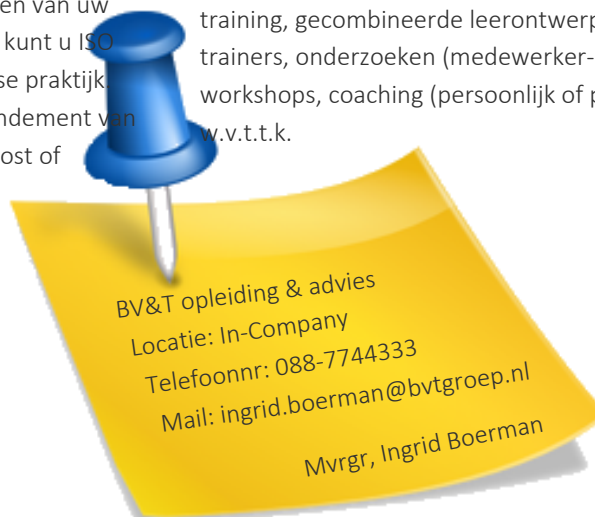 en van uw
kunt u ISO
se praktijk
ndement van
ost of
training, gecombineerde leerontwerp
trainers, onderzoeken (medewerker-
workshops, coaching (persoonlijk of p
w.v.t.t.k.
BV&T opleiding & advies
Locatie: In-Company
Telefoonnr: 088-7744333
Mail: ingrid.boerman@bvtgroep.nl
Mvrgr, Ingrid Boerman